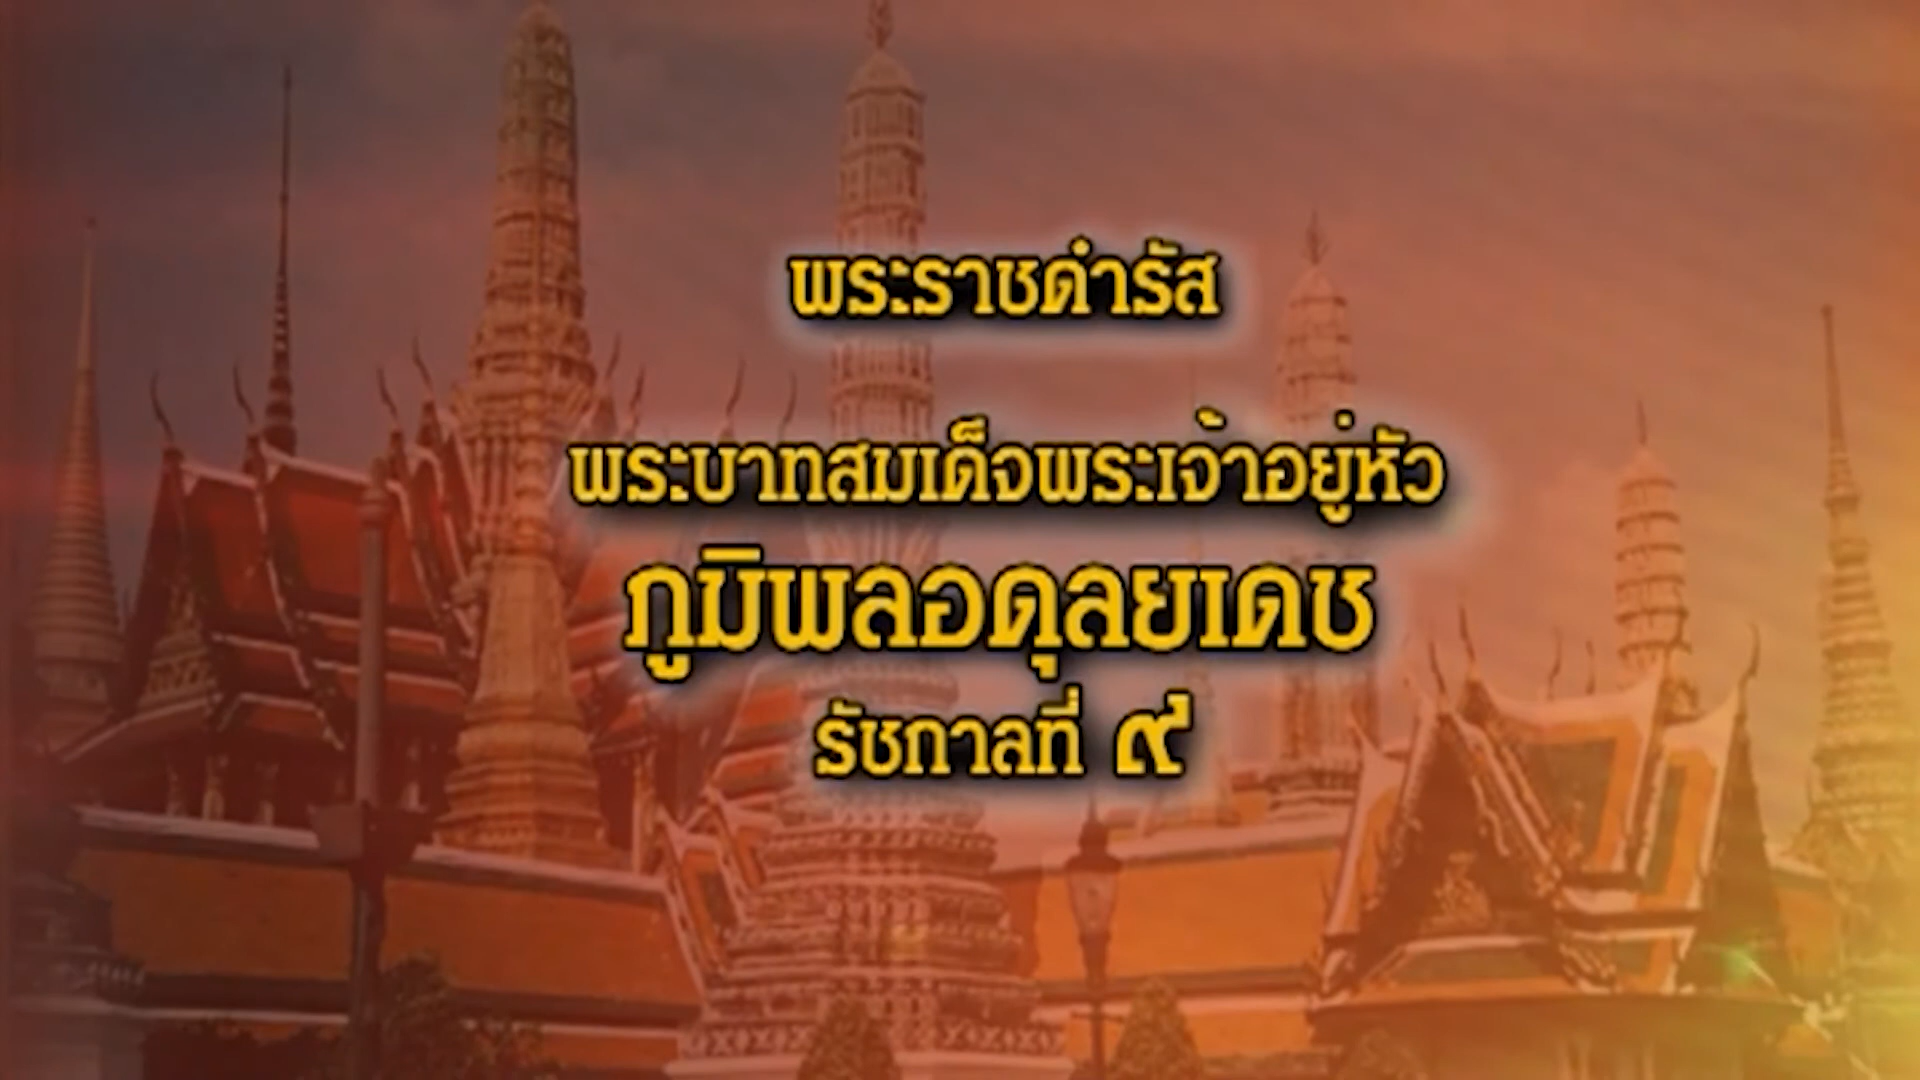 พระราชดำรัส
พระบาทสมเด็จพระเจ้าอยู่หัว
ภูมิพลอดุลยเดช
รัชกาลที่ ๙